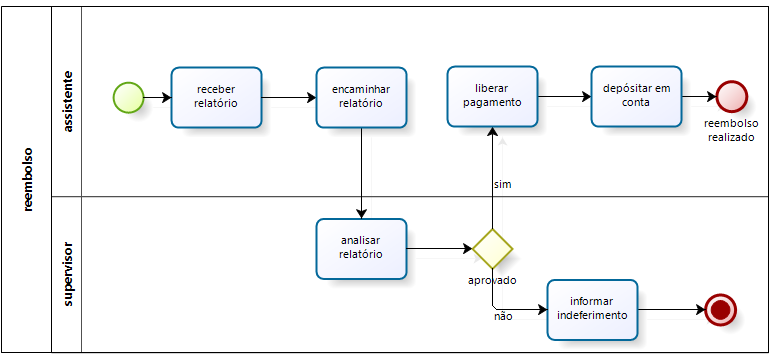 reembolso
assistente
receber
relatório
encaminhar
relatório
liberar
pagamento
depósitar em
conta
reembolso
realizado
sim
supervisor
analisar
relatório
aprovado
não
informar
indeferimento